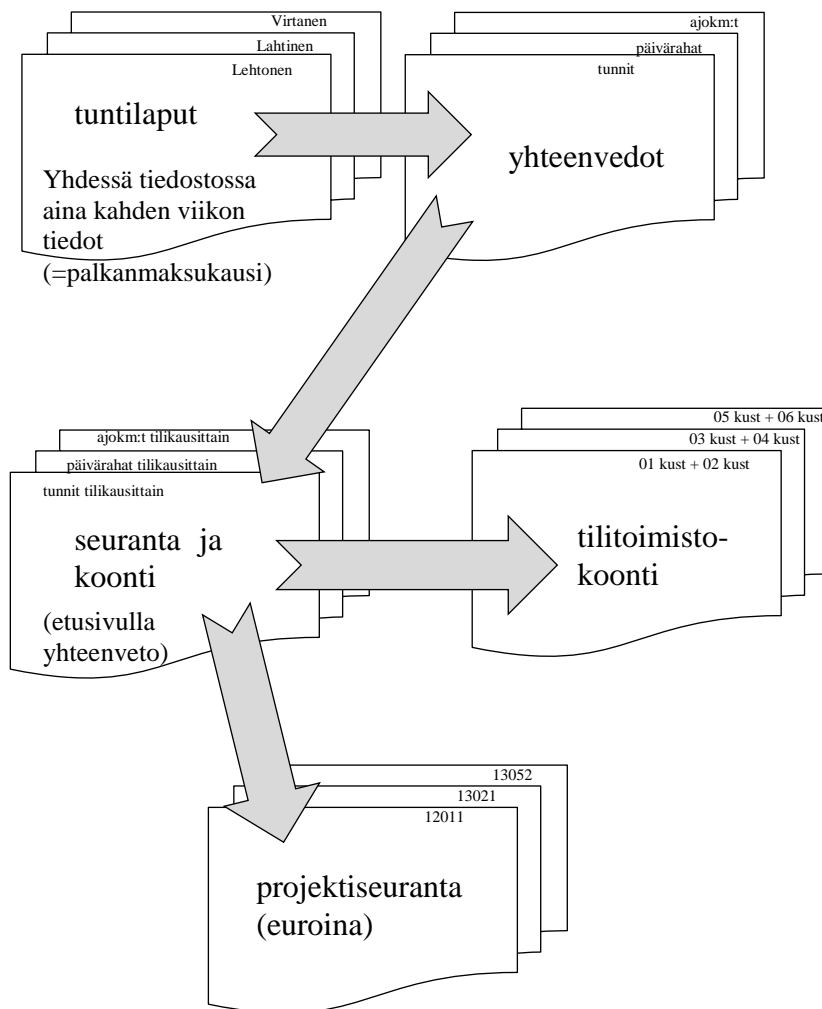 Virtanen
Lahtinen
Lehtonen
tuntilaput
Yhdessä tiedostossa
aina kahden viikon
tiedot
(=palkanmaksukausi)
ajokm:t
päivärahat
tunnit
yhteenvedot
ajokm:t tilikausittain
päivärahat tilikausittain
tunnit tilikausittain
seuranta ja
koonti
(etusivulla
yhteenveto)
05 kust + 06 kust
03 kust + 04 kust
01 kust + 02 kust
tilitoimisto-
koonti
13052
13021
12011
projektiseuranta
(euroina)